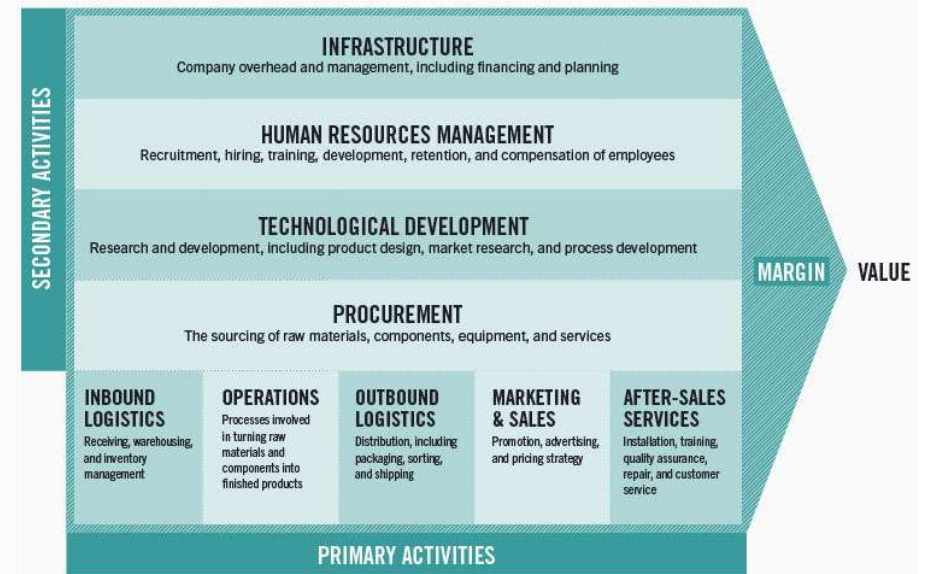 SECONDARY ACTIVITIES
INFRASTRUCTURE
Company overhead and management, including financing and planning
HUMAN RESOURCES MANAGEMENT
Recruitment, hiring, training, development, retention, and compensation of employees
TECHNOLOGICAL DEVELOPMENT
Research and development, including product design, market research, and process development
PROCUREMENT
The sourcing of raw materials, components, equipment, and services
INBOUND
LOGISTICS
Receiving, warehousing,
and inventory
management
OPERATIONS
Processes involved
in turning raw
materials and
components into
finished products
OUTBOUND
LOGISTICS
Distribution, including
packaging, sorting,
and shipping
MARKETING
& SALES
Promotion, advertising,
and pricing strategy
AFTER-SALES
SERVICES
Installation, training,
quality assurance,
repair, and customer
service
MARGIN
VALUE
PRIMARY ACTIVITIES